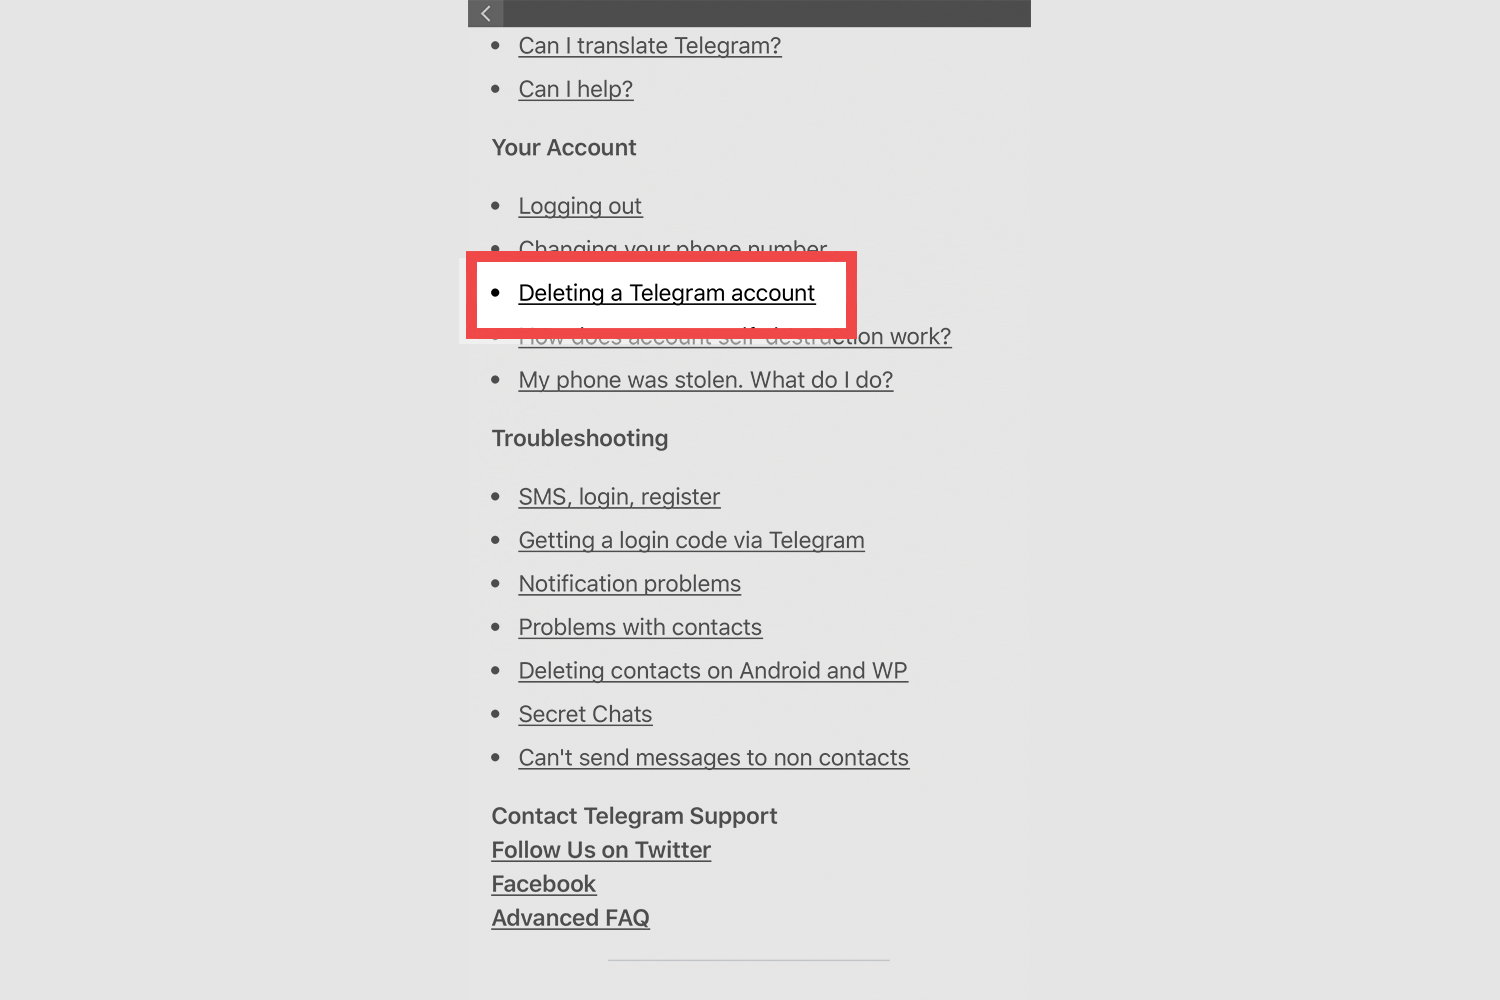 Can I translate Telegram?
Can I help?
Your Account
Logging out
Changing your phone number
Deleting a Telegram account
How does account self-destruction work?
My phone was stolen. What do I do?
Troubleshooting
SMS, login, register
Getting a login code via Telegram
Notification problems
Problems with contacts
Deleting contacts on Android and WP
Secret Chats
Can't send messages to non contacts
Contact Telegram Support
Follow Us on Twitter
Facebook
Advanced FAQ